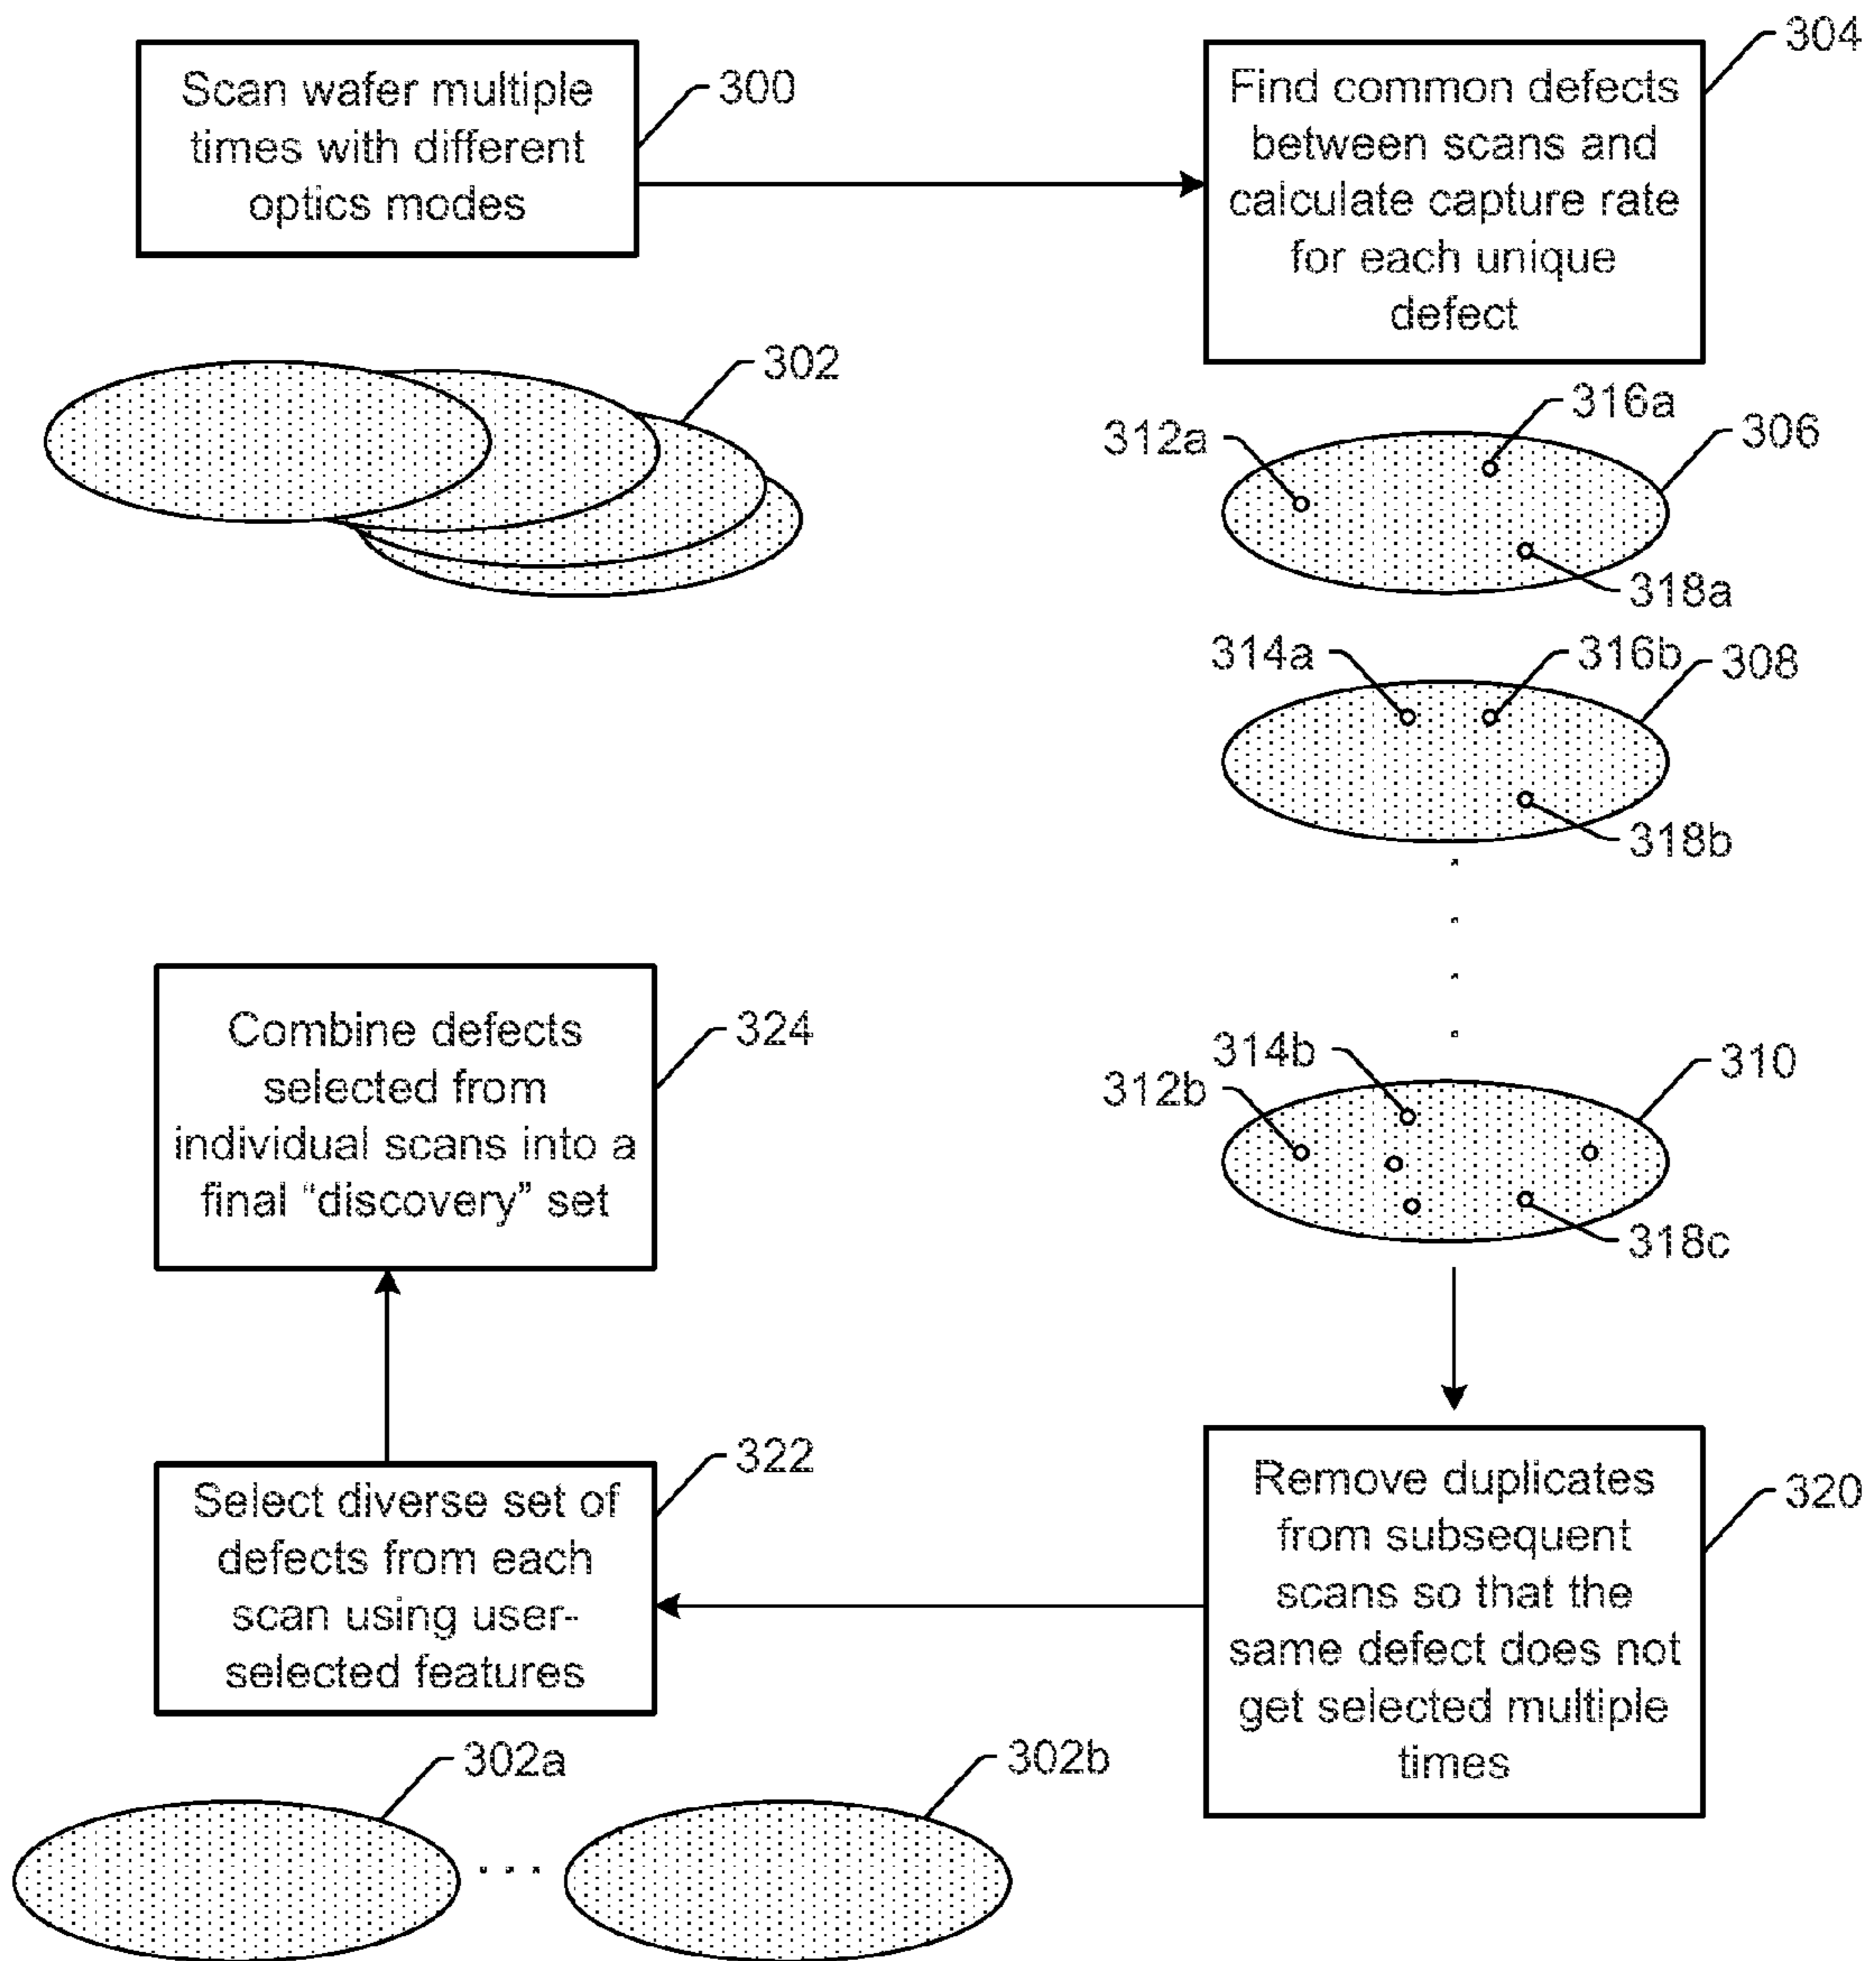 Scan wafer multiple
times with different
optics modes
300
Find common defects
between scans and
calculate capture rate
for each unique
defect
304
302
312a
316a
306
318a
314a
316b
308
318b
314b
312b
310
318c
Combine defects
selected from
individual scans into a
final “discovery” set
324
Select diverse set of
defects from each
scan using user-
selected features
322
Remove duplicates
from subsequent
scans so that the
same defect does not
get selected multiple
times
320
302a
. . .
302b